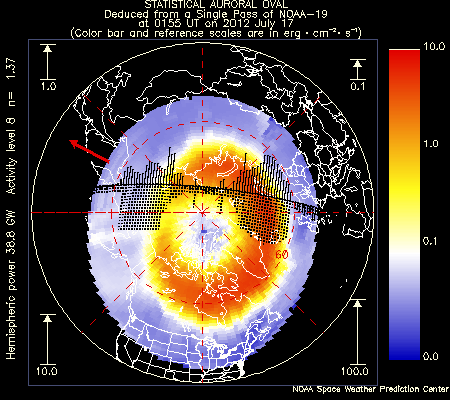 STATISTICAL AURORAL OVAL
Deduced from a Single Pass of NOAA-19
at 0155 UT on 2012 July 17
(Color bar and reference scales are in erg · cm⁻² · s⁻¹)
Hemispheric power 38.8 GW Activity level 8 n= 1.37
1.0
0.1
10.0
100.0
60
10.0
1.0
0.1
0.0
NOAA Space Weather Prediction Center